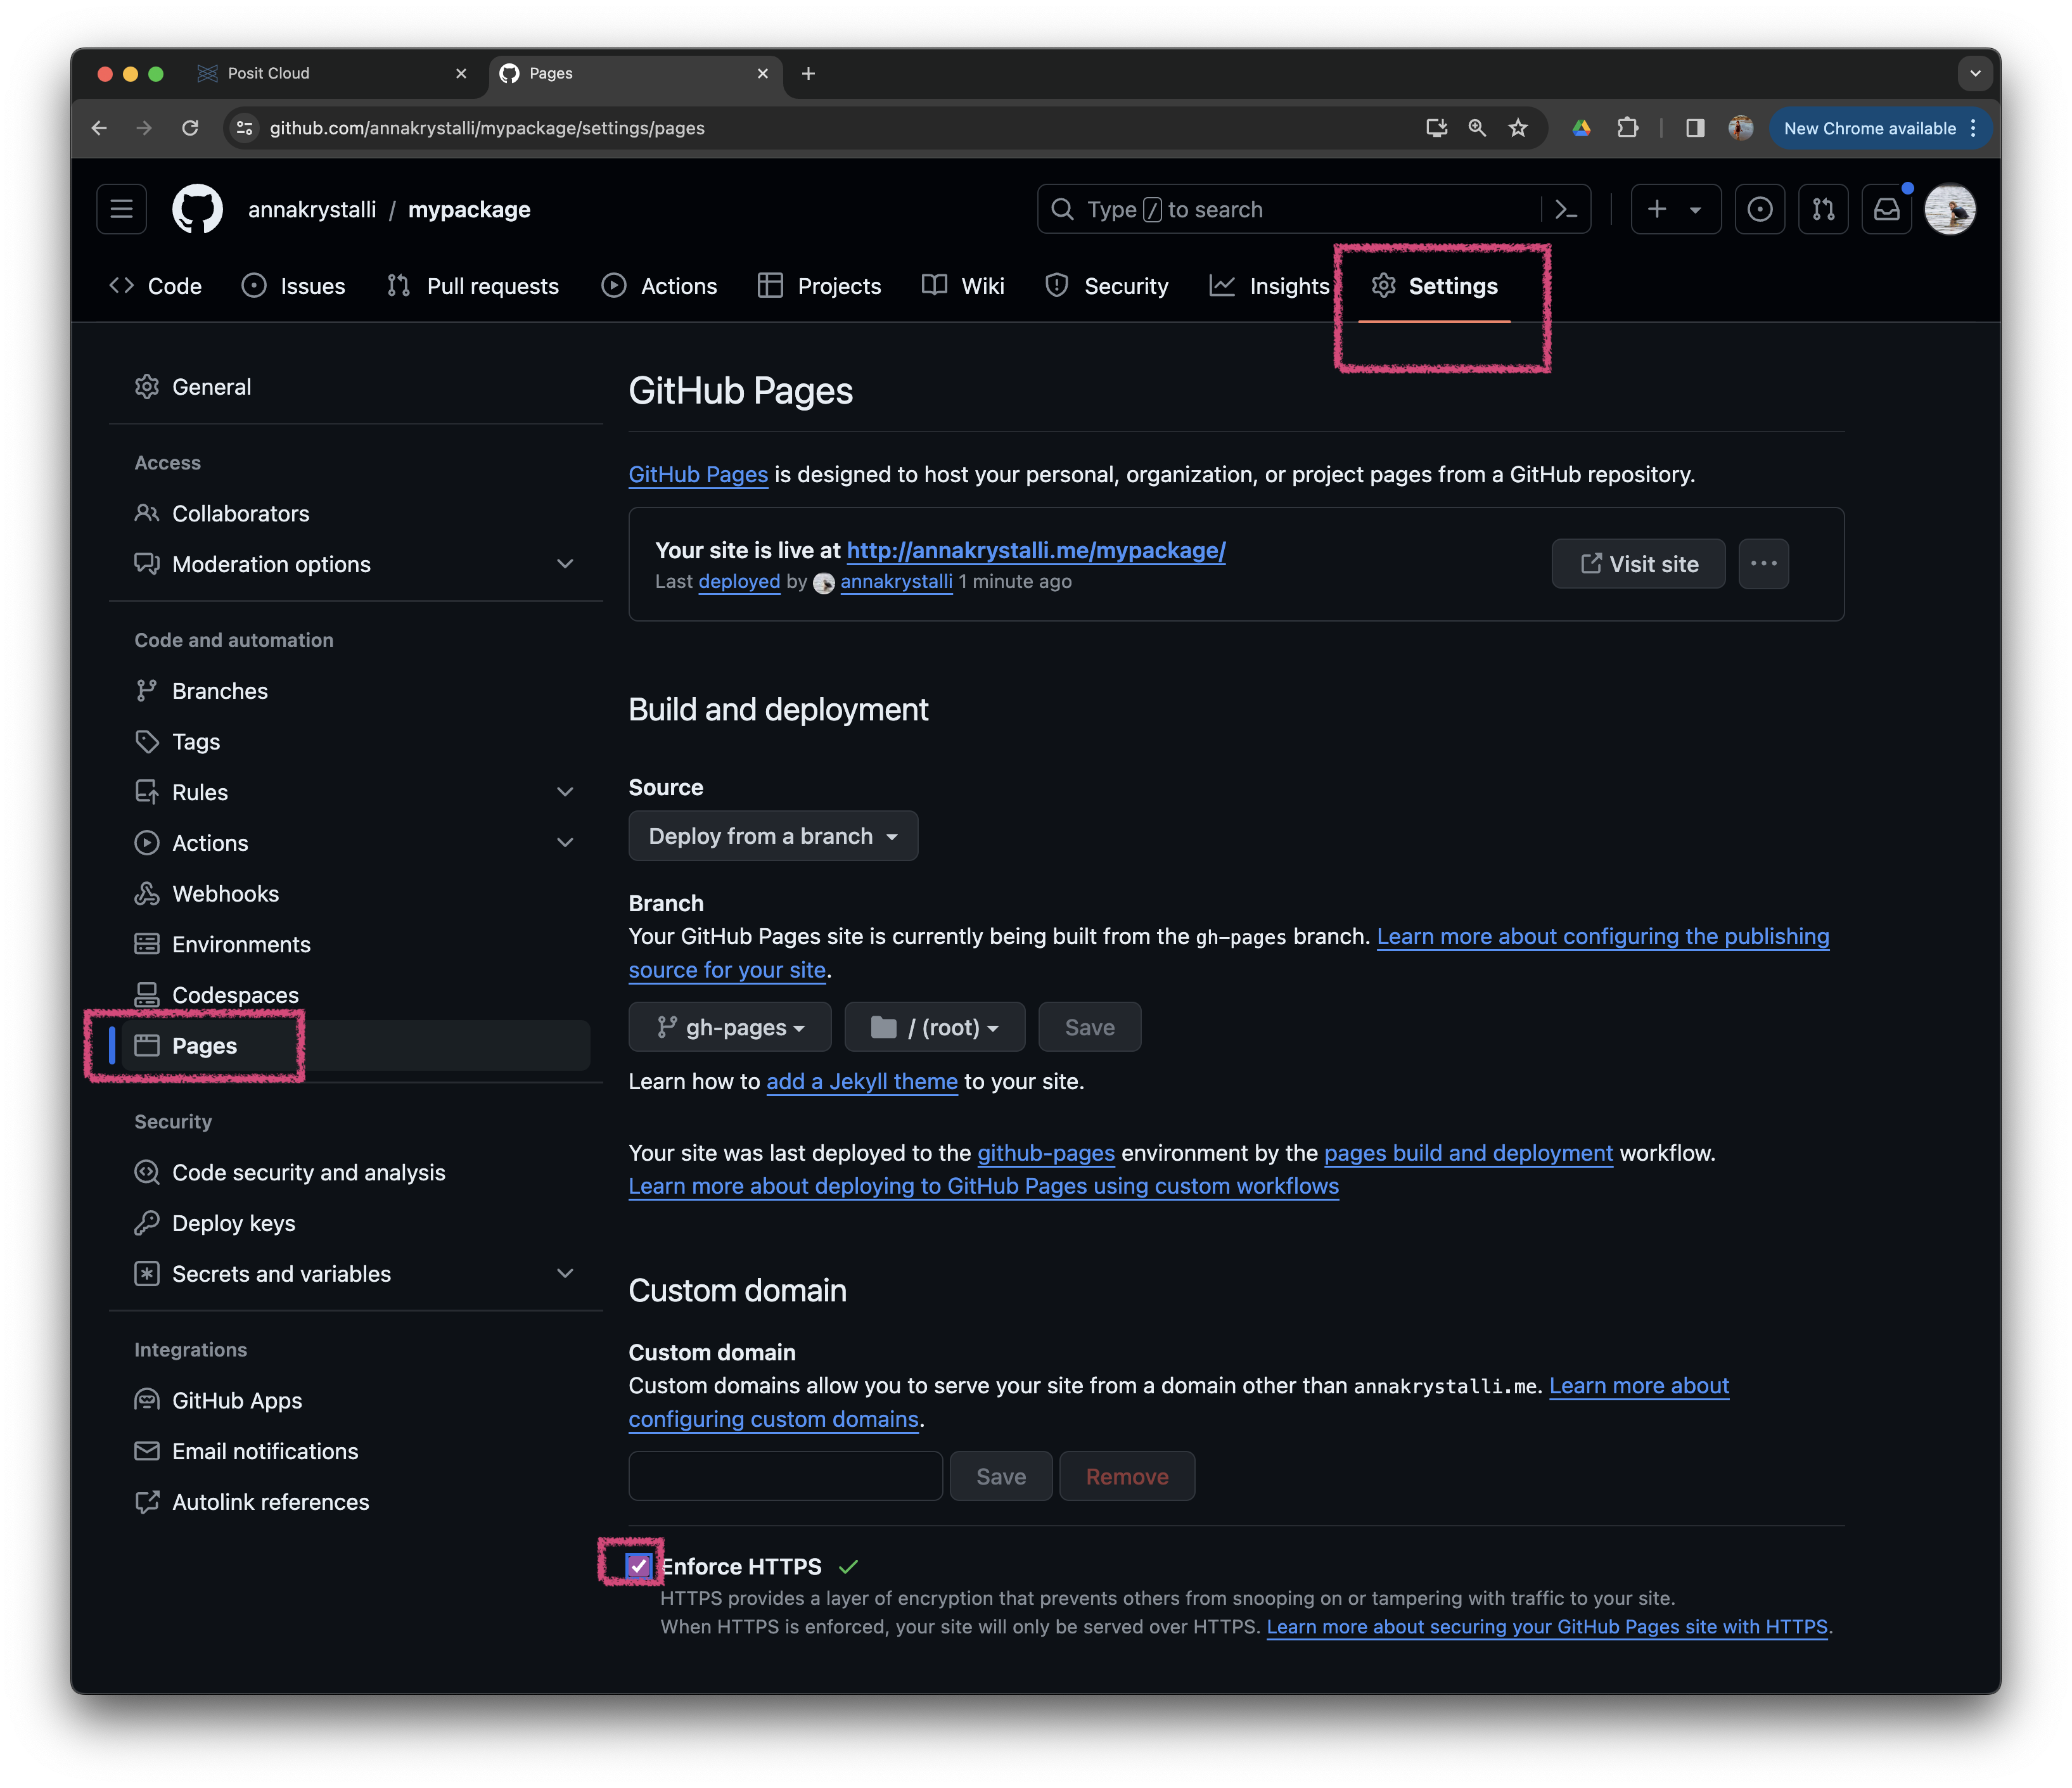 Posit Cloud
Pages
github.com/annakrystalli/mypackage/settings/pages
New Chrome available
annakrystalli / mypackage
Type / to search
Code
Issues
Pull requests
Actions
Projects
Wiki
Security
Insights
Settings
General
Access
Collaborators
Moderation options
Code and automation
Branches
Tags
Rules
Actions
Webhooks
Environments
Codespaces
Pages
Security
Code security and analysis
Deploy keys
Secrets and variables
Integrations
GitHub Apps
Email notifications
Autolink references
GitHub Pages
GitHub Pages is designed to host your personal, organization, or project pages from a GitHub repository.
Your site is live at http://annakrystalli.me/mypackage/
Last deployed by annakrystalli 1 minute ago
Visit site
Build and deployment
Source
Deploy from a branch
Branch
Your GitHub Pages site is currently being built from the gh-pages branch. Learn more about configuring the publishing
source for your site.
gh-pages
/ (root)
Save
Learn how to add a Jekyll theme to your site.
Your site was last deployed to the github-pages environment by the pages build and deployment workflow.
Learn more about deploying to GitHub Pages using custom workflows
Custom domain
Custom domain
Custom domains allow you to serve your site from a domain other than annakrystalli.me. Learn more about
configuring custom domains.
Save
Remove
Enforce HTTPS
HTTPS provides a layer of encryption that prevents others from snooping on or tampering with traffic to your site.
When HTTPS is enforced, your site will only be served over HTTPS. Learn more about securing your GitHub Pages site with HTTPS.